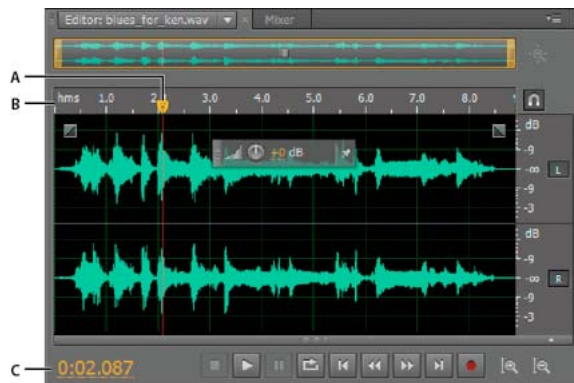 Editor: blues_for_ken.wav Mixer
A
B
hms 1.0 2. 3.0 4.0 5.0 6.0 7.0 8.0
dB
-9
+0 dB
-∞ L
-9
-3
dB
-9
-∞ R
-9
-3
C 0:02.087